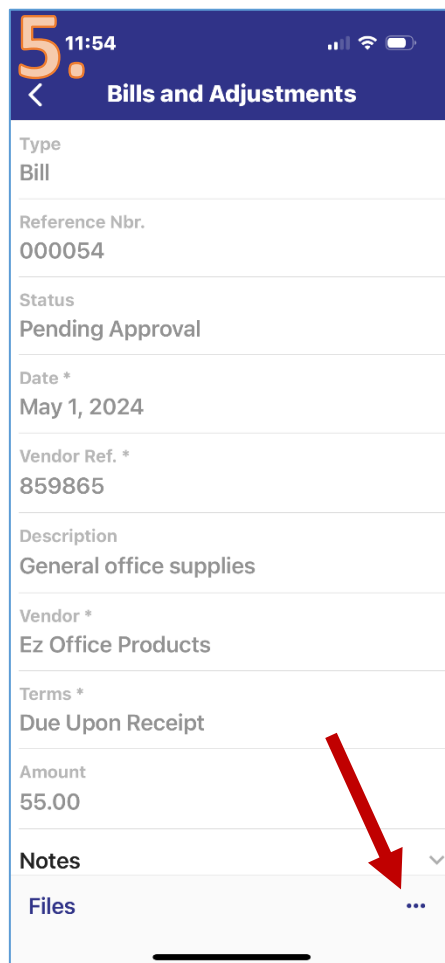 5.
11:54
Bills and Adjustments
Type
Bill
Reference Nbr.
000054
Status
Pending Approval
Date *
May 1, 2024
Vendor Ref. *
859865
Description
General office supplies
Vendor *
Ez Office Products
Terms *
Due Upon Receipt
Amount
55.00
Notes
Files